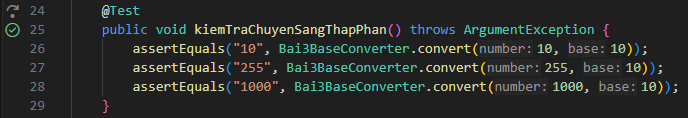 24 @Test
25 public void kiemTraChuyenSangThapPhan() throws ArgumentException {
26 assertEquals("10", Bai3BaseConverter.convert(number:10, base:10));
27 assertEquals("255", Bai3BaseConverter.convert(number:255, base:10));
28 assertEquals("1000", Bai3BaseConverter.convert(number:1000, base:10));
29 }